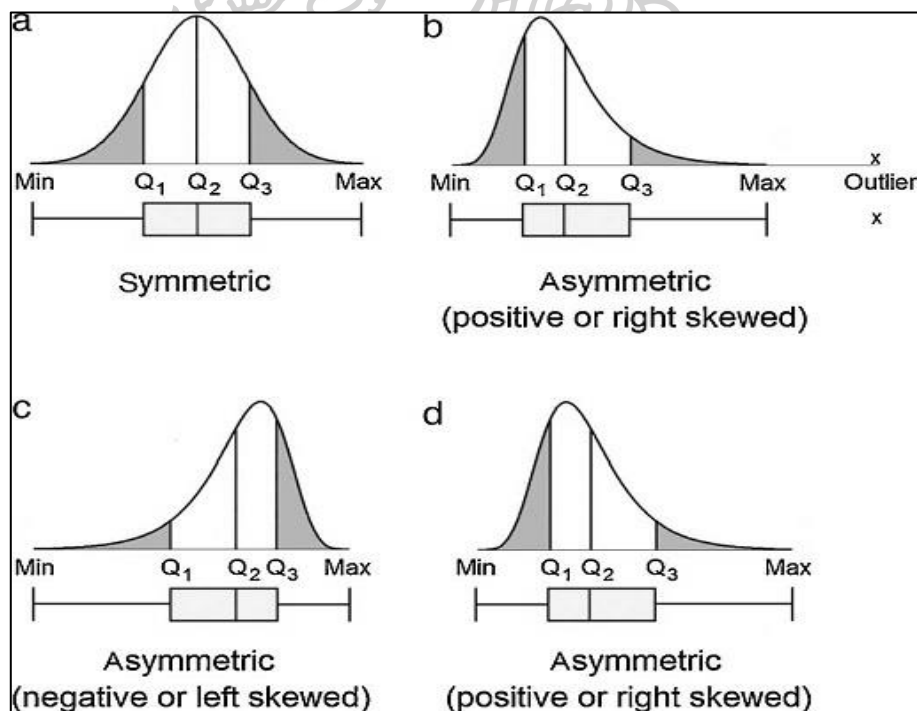 a
Min Q1 Q2 Q3 Max
Symmetric
b
x
Min Q1 Q2 Q3 Max Outlier
x
Asymmetric
(positive or right skewed)
c
Min Q1 Q2 Q3 Max
Asymmetric
(negative or left skewed)
d
Min Q1 Q2 Q3 Max
Asymmetric
(positive or right skewed)